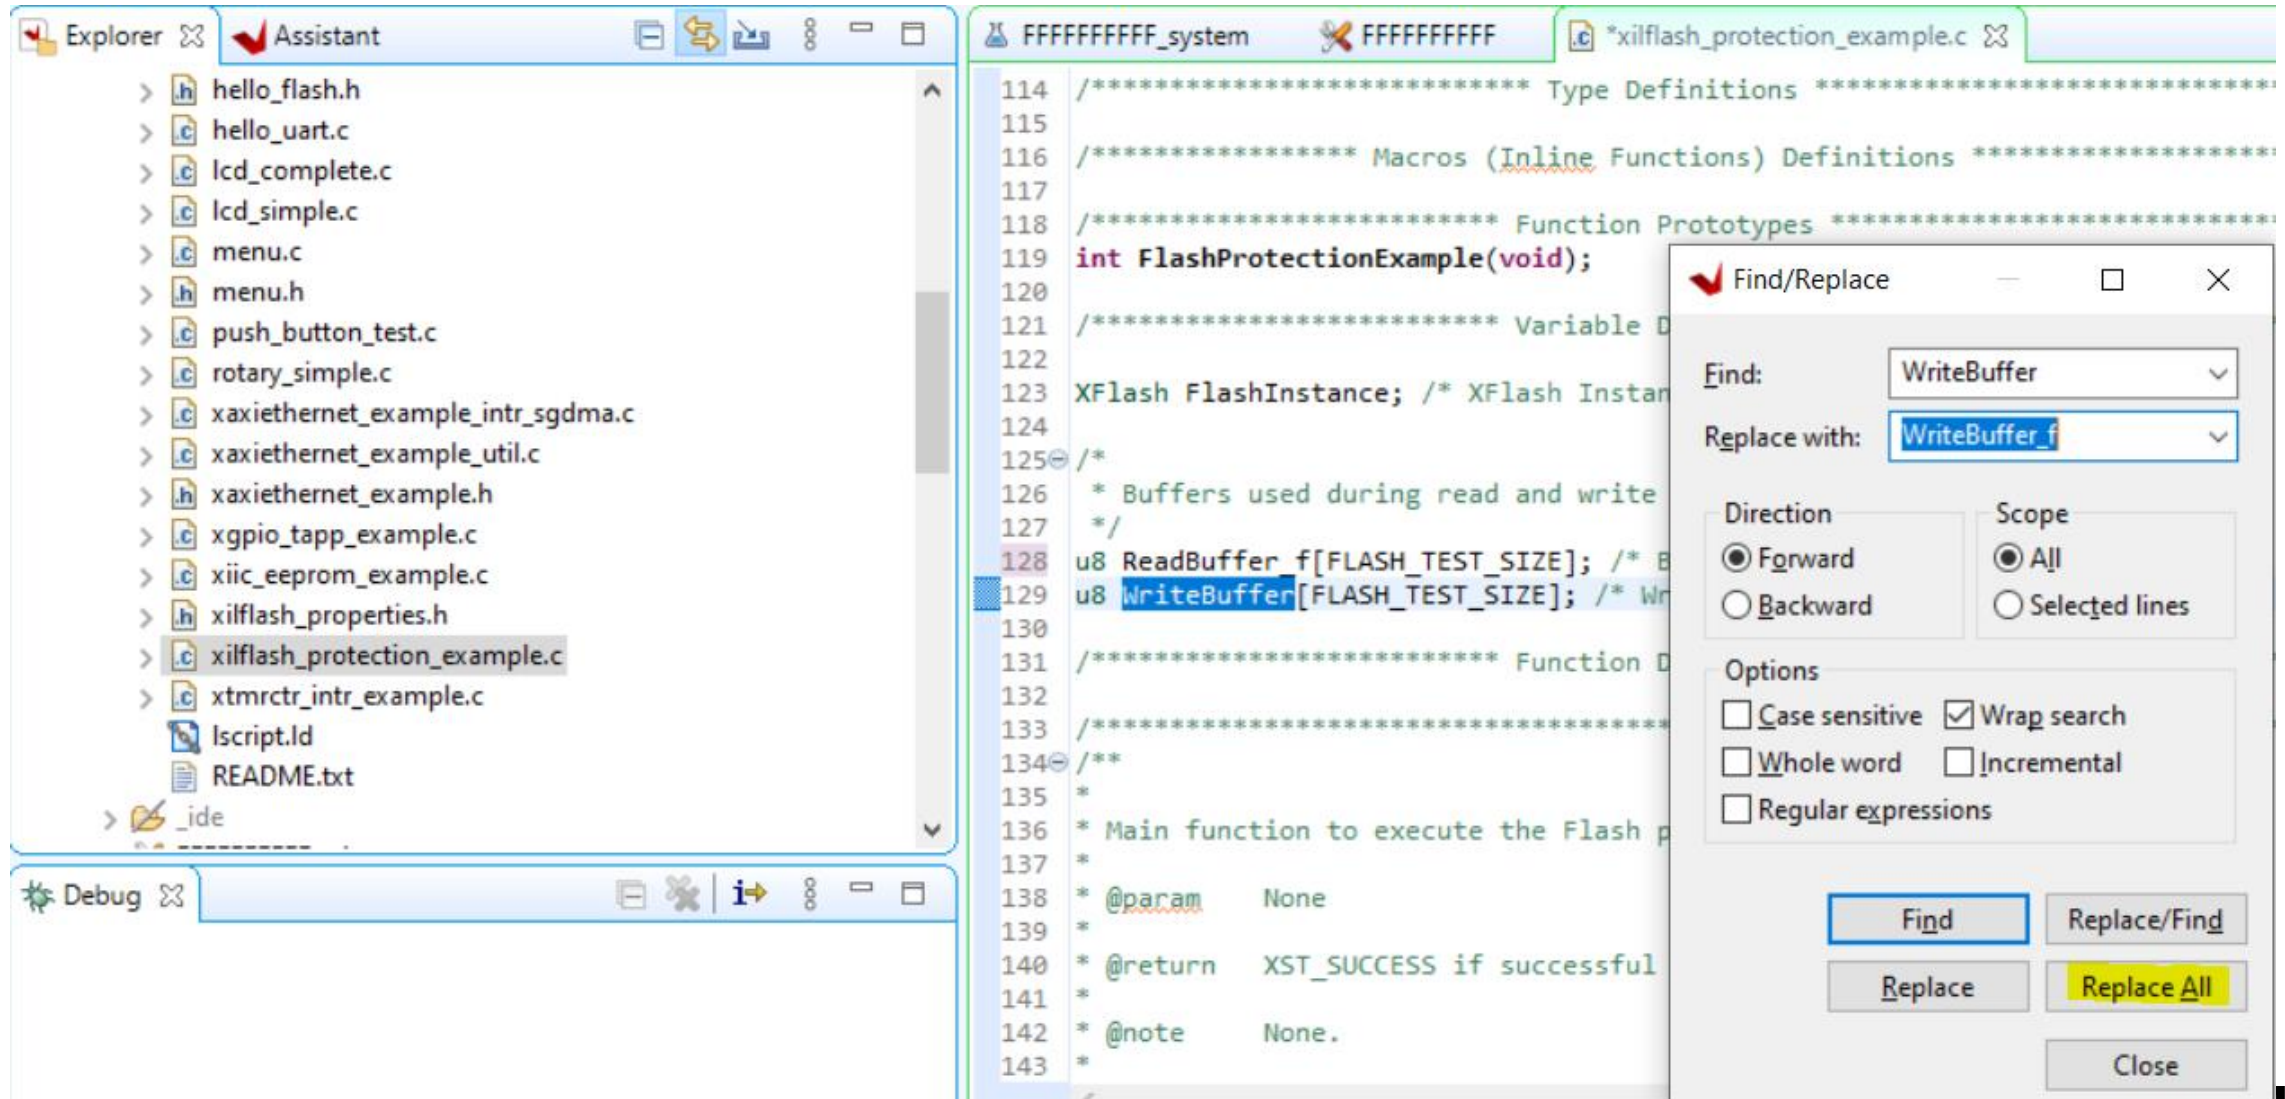 Explorer
Assistant
hello_flash.h
hello_uart.c
lcd_complete.c
lcd_simple.c
menu.c
menu.h
push_button_test.c
rotary_simple.c
xaxiethernet_example_intr_sgdma.c
xaxiethernet_example_util.c
xaxiethernet_example.h
xgpio_tapp_example.c
xiic_eeprom_example.c
xilflash_properties.h
xilflash_protection_example.c
xtmrctr_intr_example.c
lscript.ld
README.txt
_ide
Debug
FFFFFFFFFF_system
FFFFFFFFFF
*xilflash_protection_example.c
114 /**************************** Type Definitions ******************************
115
116 /***************** Macros (Inline Functions) Definitions ********************
117
118 /************************** Function Prototypes *****************************
119 int FlashProtectionExample(void);
120
121 /************************** Variable D
122
123 XFlash FlashInstance; /* XFlash Instan
124
125 /*
126 * Buffers used during read and write
127 */
128 u8 ReadBuffer_f[FLASH_TEST_SIZE]; /* B
129 u8 WriteBuffer[FLASH_TEST_SIZE]; /* Wr
130
131 /************************** Function D
132
133 /*************************************
134 /**
135 *
136 * Main function to execute the Flash p
137 *
138 * @param None
139 *
140 * @return XST_SUCCESS if successful
141 *
142 * @note None.
143 *
Find/Replace
Find: WriteBuffer
Replace with: WriteBuffer_f
Direction
Forward
Backward
Scope
All
Selected lines
Options
Case sensitive
Wrap search
Whole word
Incremental
Regular expressions
Find
Replace/Find
Replace
Replace All
Close